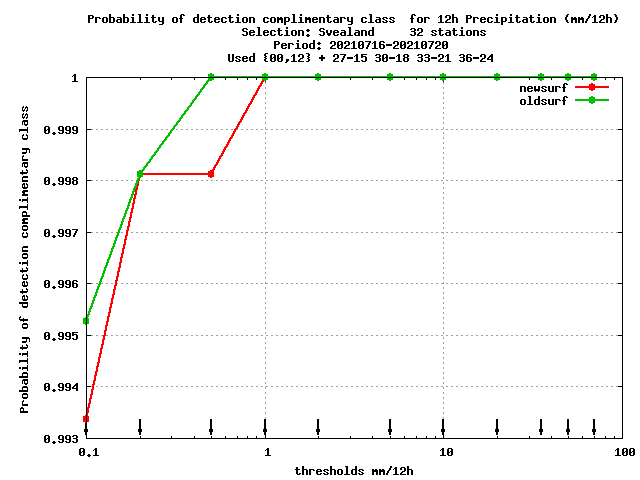 Probability of detection complimentary class  for 12h Precipitation (mm/12h)
Selection: Svealand     32 stations
Period: 20210716-20210720
Used {00,12} + 27-15 30-18 33-21 36-24
newsurf
oldsurf
1
0.999
0.998
0.997
0.996
0.995
0.994
0.993
Probability of detection complimentary class
0.1
1
10
100
thresholds mm/12h